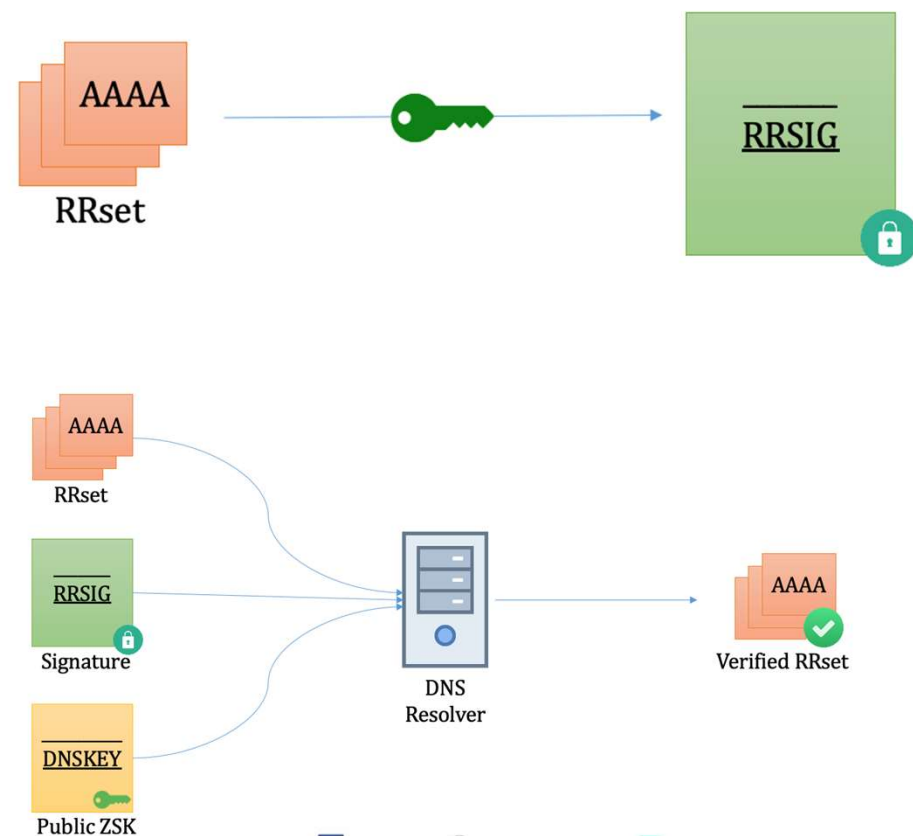 AAAA
RRset
RRSIG
AAAA
RRset
RRSIG
Signature
DNSKEY
Public ZSK
DNS
Resolver
AAAA
Verified RRset